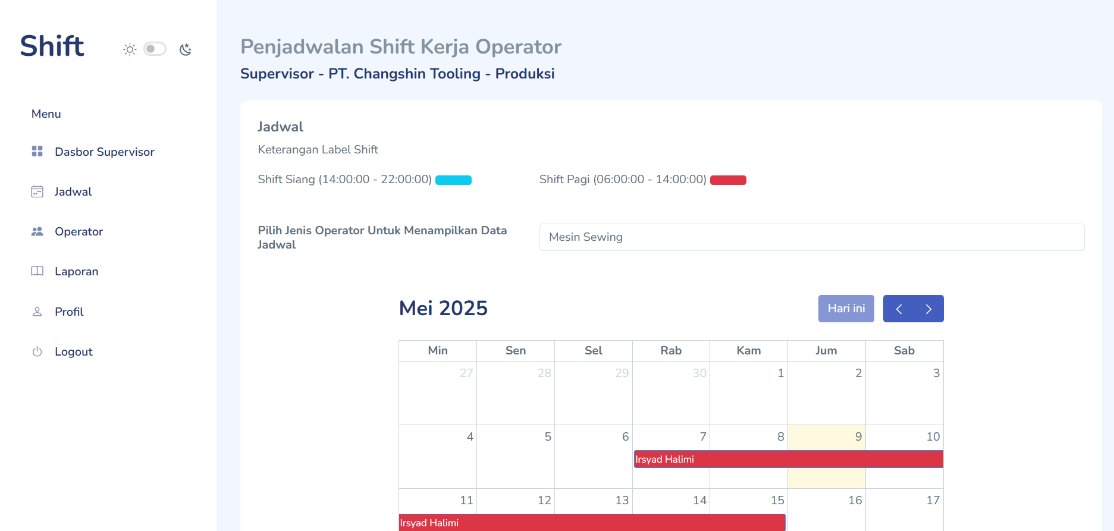 Shift
Menu
Dasbor Supervisor
Jadwal
Operator
Laporan
Profil
Logout
Penjadwalan Shift Kerja Operator
Supervisor - PT. Changshin Tooling - Produksi
Jadwal
Keterangan Label Shift
Shift Siang (14:00:00 - 22:00:00)
Shift Pagi (06:00:00 - 14:00:00)
Pilih Jenis Operator Untuk Menampilkan Data
Jadwal
Mesin Sewing
Mei 2025
Hari ini
Min Sen Sel Rab Kam Jum Sab
27 28 29 30 1 2 3
4 5 6 7 8 9 10
Irsyad Halimi
11 12 13 14 15 16 17
Irsyad Halimi